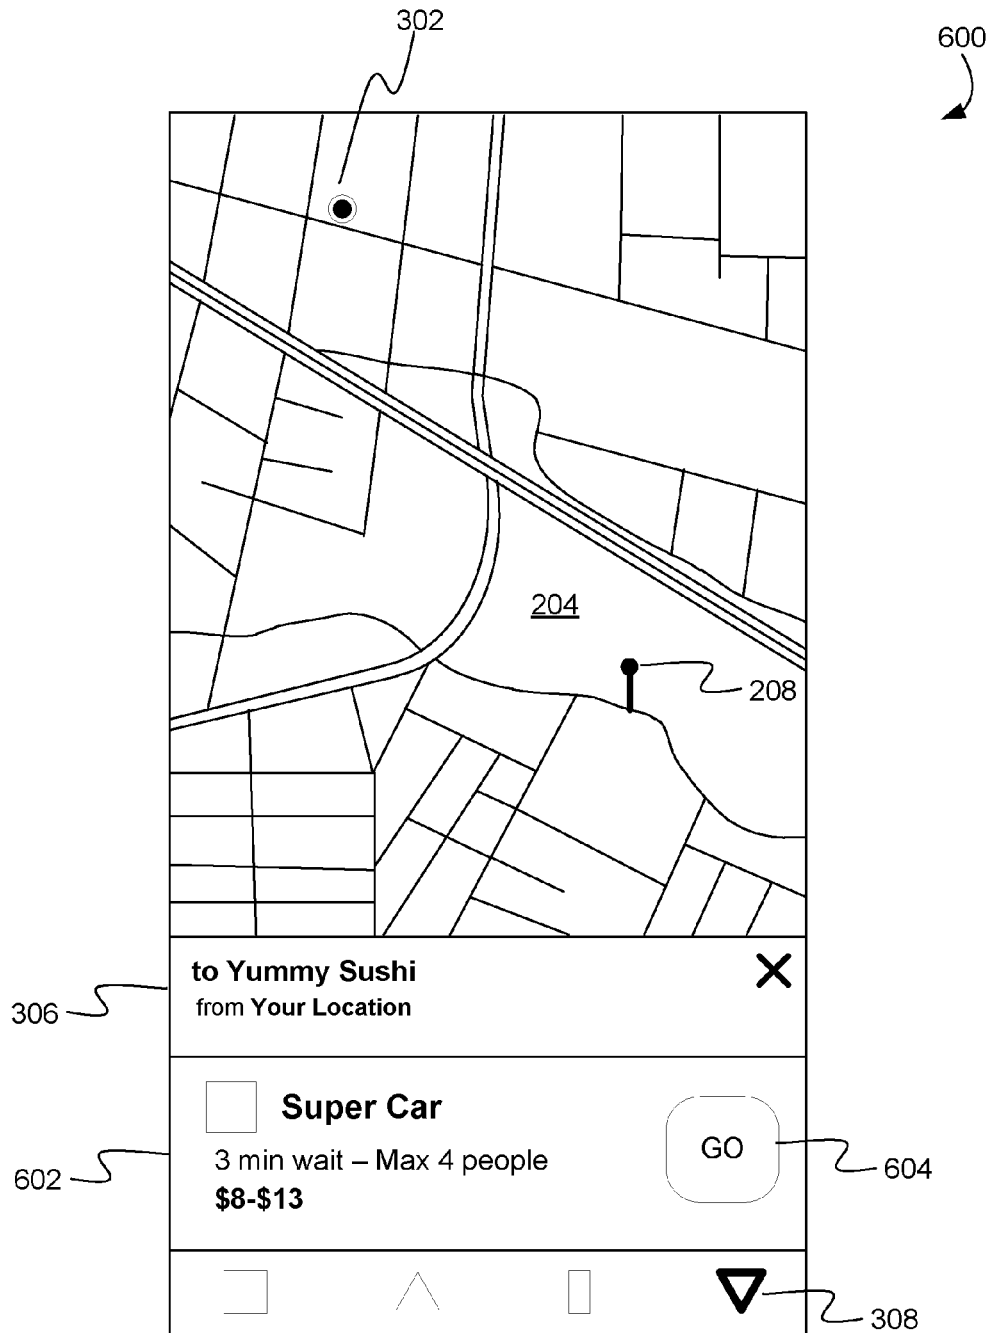 302
600
204
208
to Yummy Sushi
from Your Location
306
Super Car
3 min wait – Max 4 people
$8-$13
GO
602
604
308